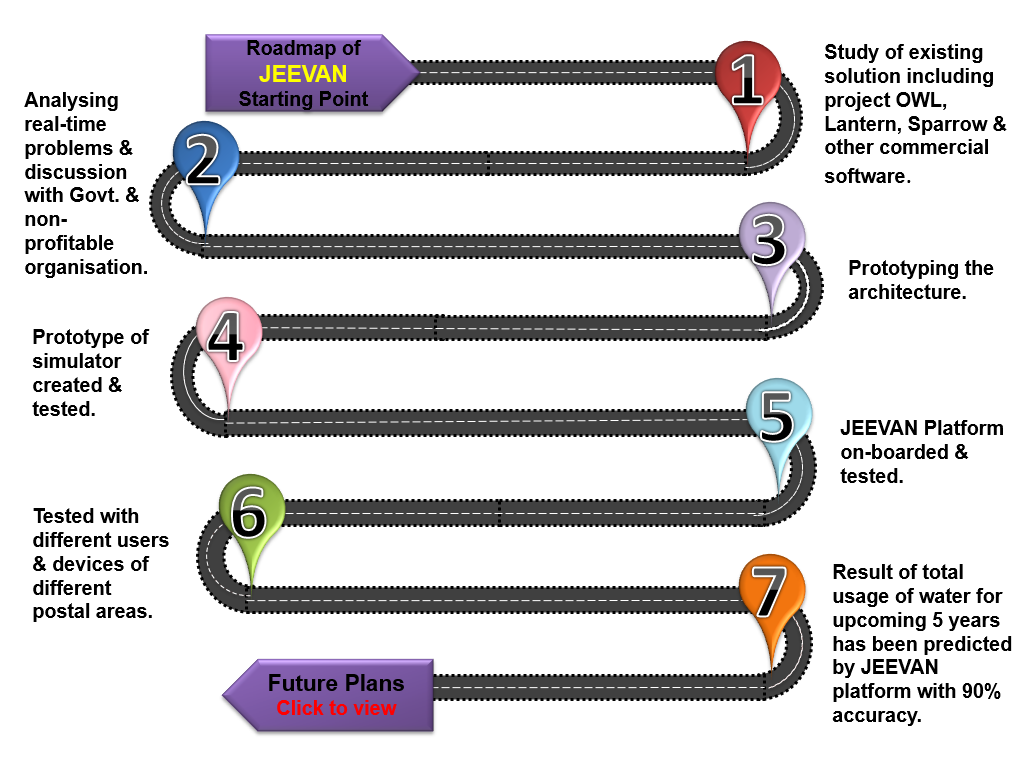 Roadmap of
JEEVAN
Starting Point
1
Study of existing
solution including
project OWL,
Lantern, Sparrow &
other commercial
software.
2
Analysing
real-time
problems &
discussion
with Govt. &
non-
profitable
organisation.
3
Prototyping the
architecture.
4
Prototype of
simulator
created &
tested.
5
JEEVAN Platform
on-boarded &
tested.
6
Tested with
different users
& devices of
different
postal areas.
7
Result of total
usage of water for
upcoming 5 years
has been predicted
by JEEVAN
platform with 90%
accuracy.
Future Plans
Click to view